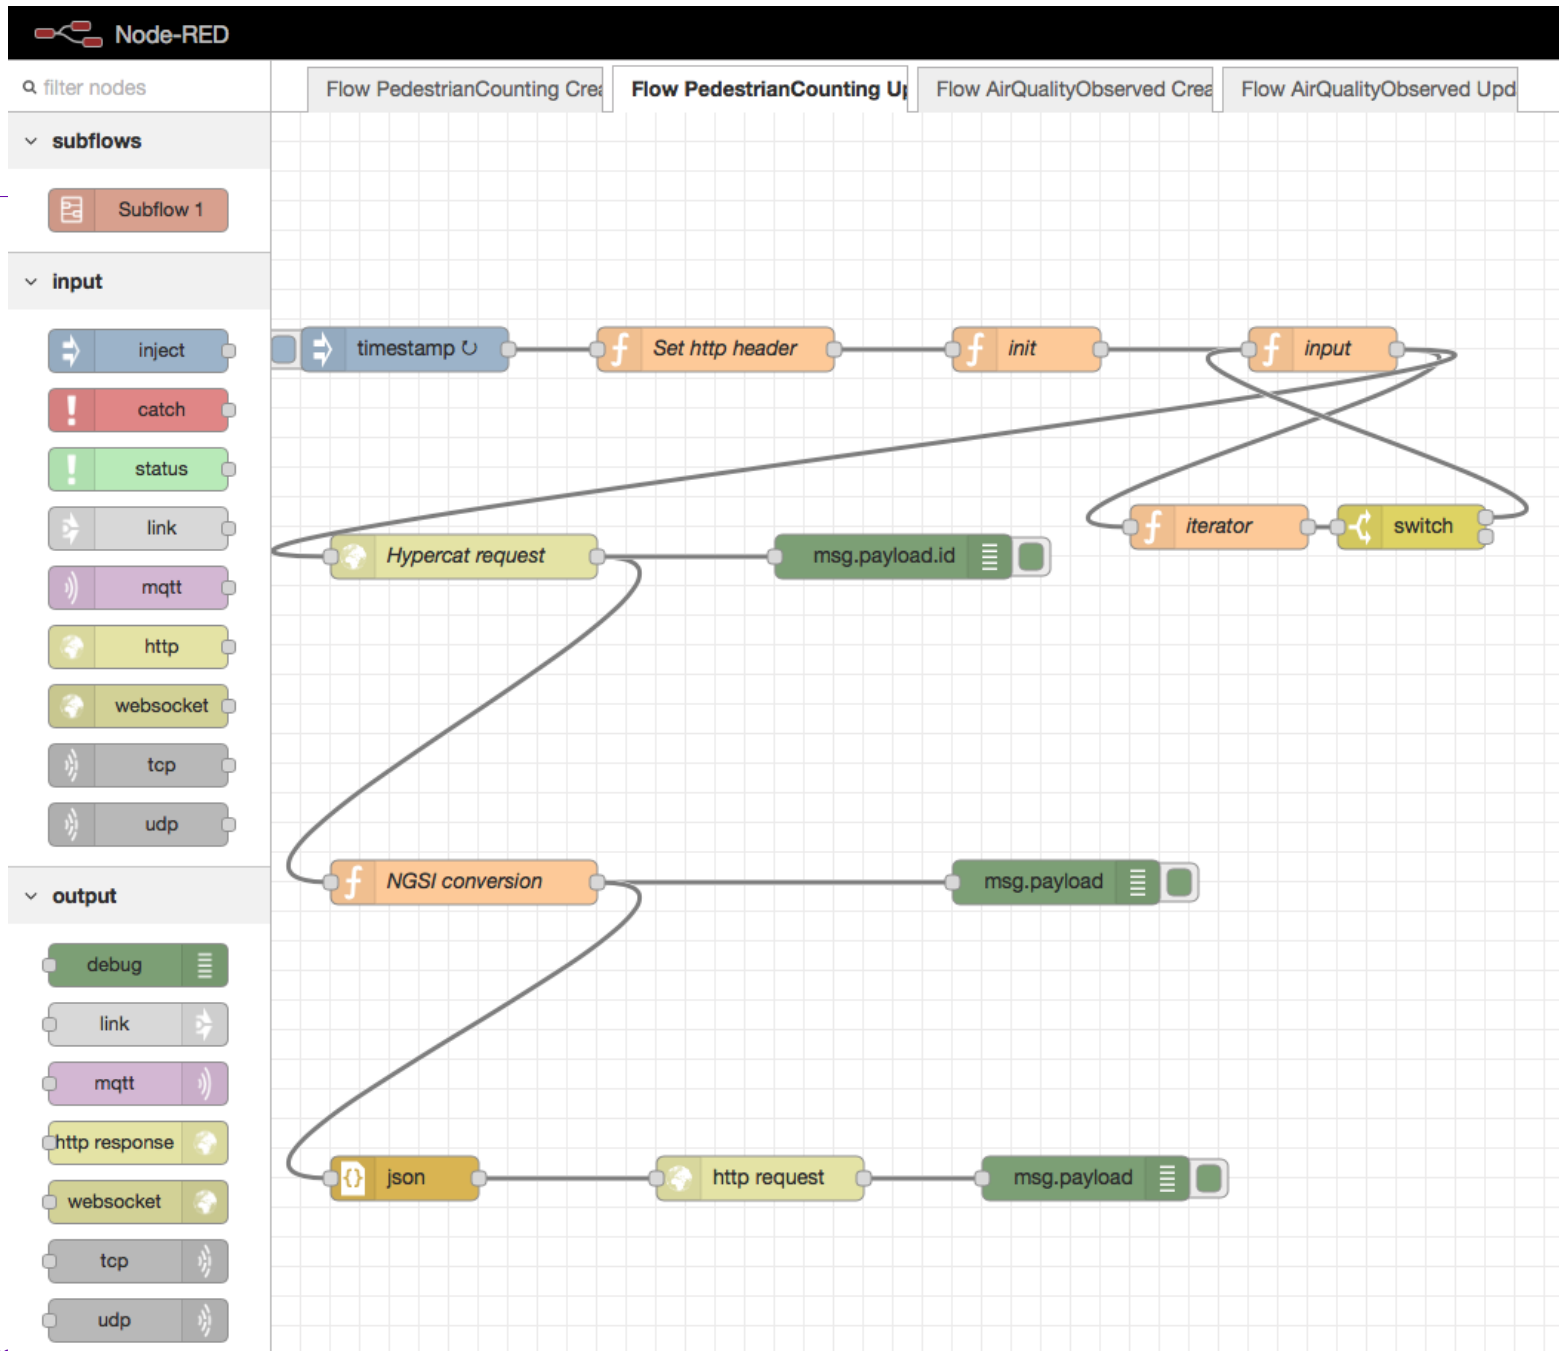 Node-RED
filter nodes
Flow PedestrianCounting Crea
Flow PedestrianCounting Up
Flow AirQualityObserved Crea
Flow AirQualityObserved Upd
subflows
Subflow 1
input
inject
catch
status
link
mqtt
http
websocket
tcp
udp
output
debug
link
mqtt
http response
websocket
tcp
udp
timestamp ↻
Set http header
init
input
iterator
switch
Hypercat request
msg.payload.id
NGSI conversion
msg.payload
json
http request
msg.payload